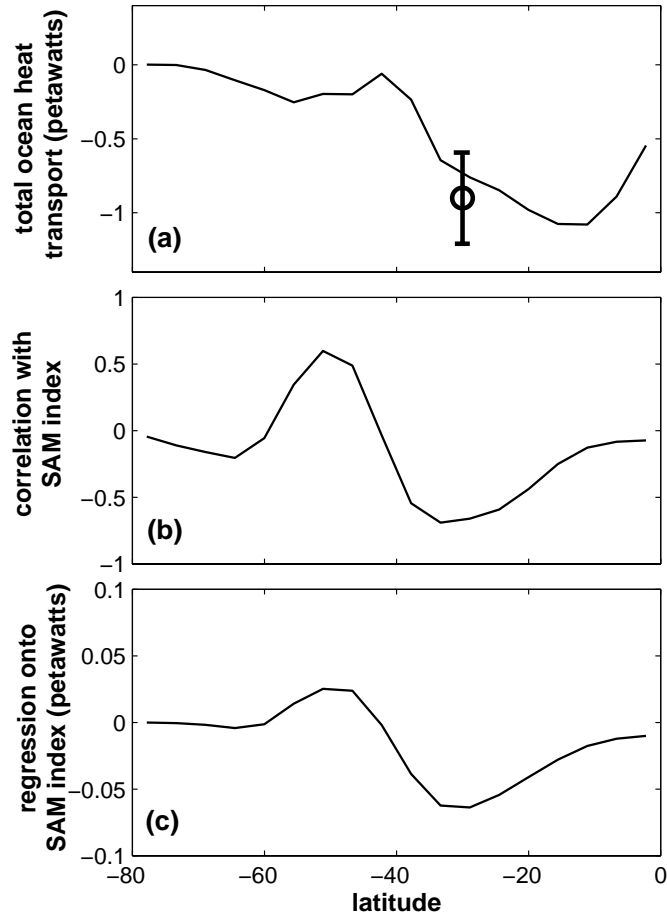 total ocean heat
transport (petawatts)
0
−0.5
−1
(a)
correlation with
SAM index
1
0.5
0
−0.5
−1
(b)
regression onto
SAM index (petawatts)
0.1
0.05
0
−0.05
−0.1
(c)
−80 −60 −40 −20 0
latitude